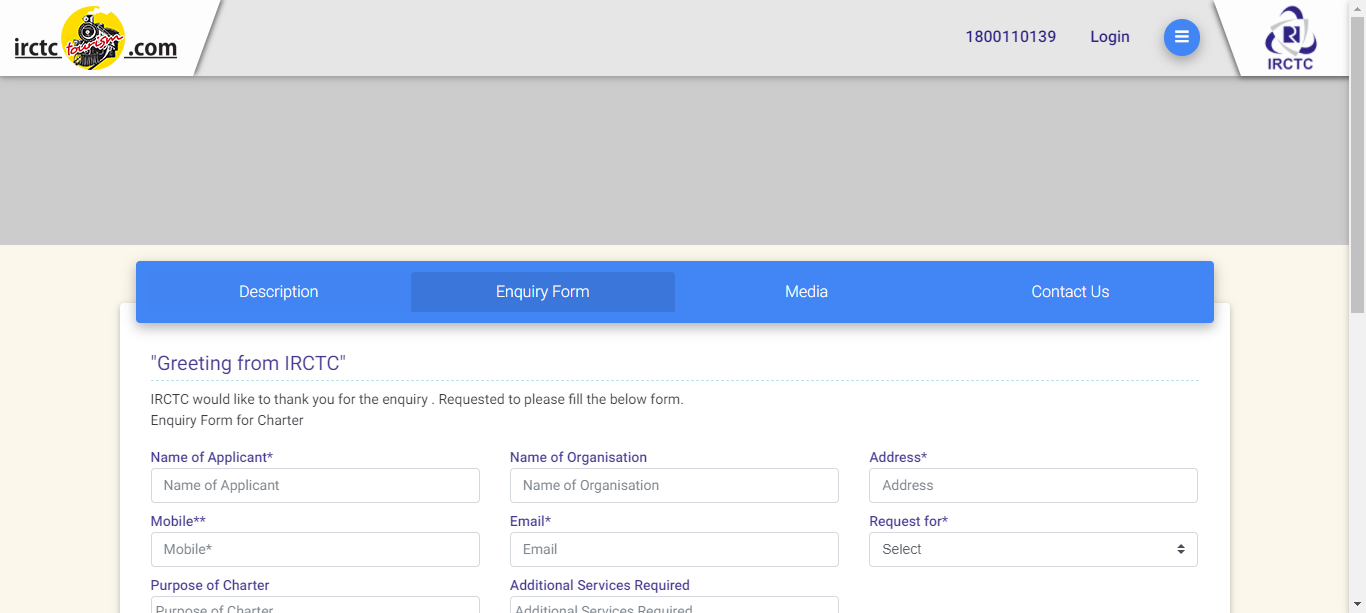 irctc tourism .com
1800110139 Login
IRCTC
Description Enquiry Form Media Contact Us
"Greeting from IRCTC"
IRCTC would like to thank you for the enquiry . Requested to please fill the below form.
Enquiry Form for Charter
Name of Applicant* Name of Organisation Address*
Name of Applicant Name of Organisation Address
Mobile** Email* Request for*
Mobile* Email Select
Purpose of Charter Additional Services Required
Purpose of Charter Additional Services Required